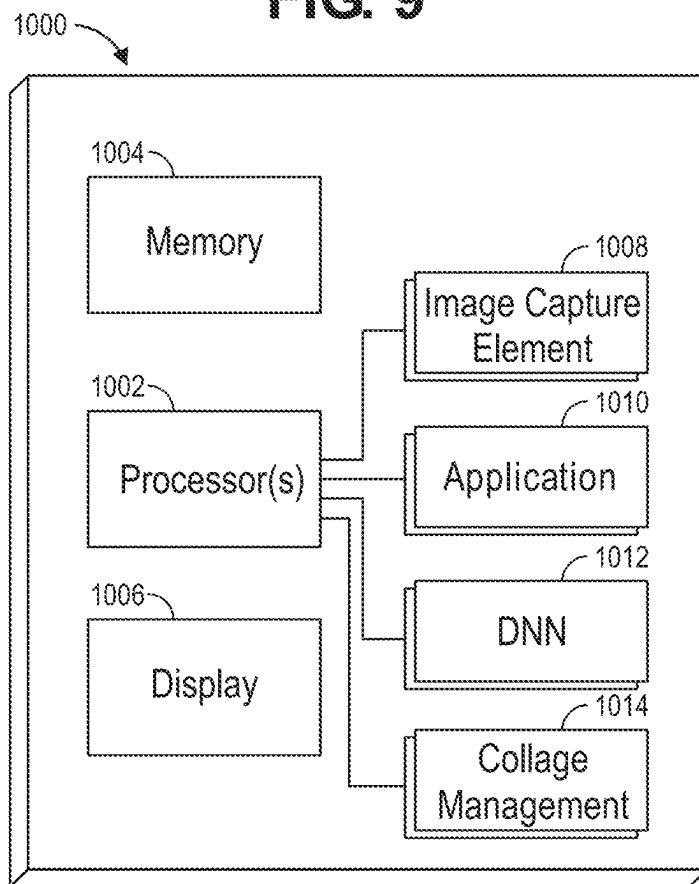 FIG. 9
1000
1004
Memory
1008
Image Capture
Element
1002
Processor(s)
1010
Application
1012
DNN
1006
Display
1014
Collage
Management